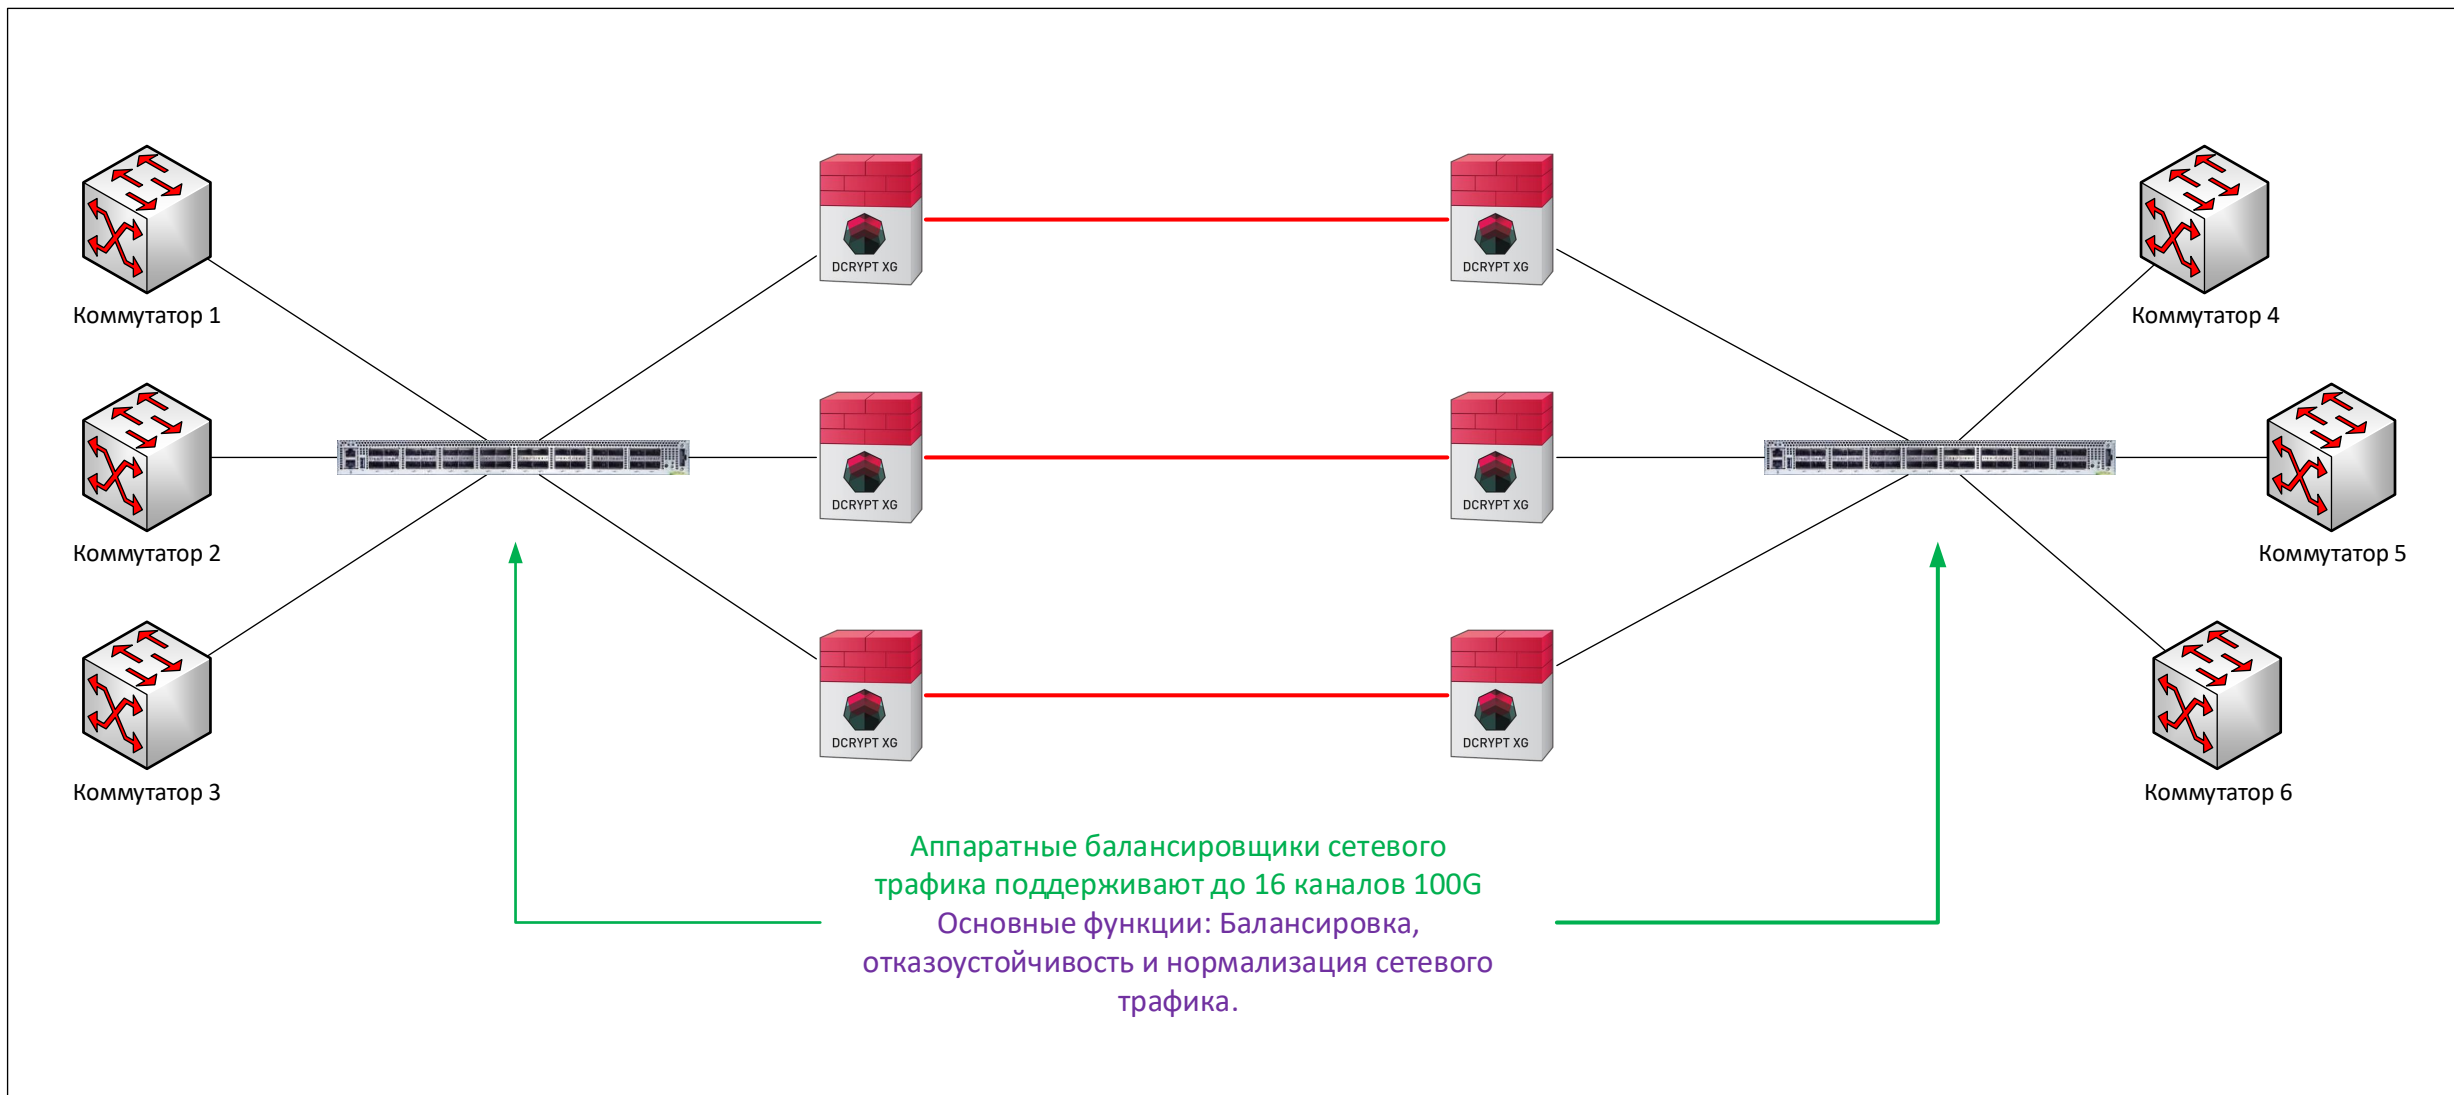 DCRYPT XG
DCRYPT XG
Коммутатор 1
Коммутатор 4
DCRYPT XG
DCRYPT XG
Коммутатор 2
Коммутатор 5
DCRYPT XG
DCRYPT XG
Коммутатор 3
Коммутатор 6
Аппаратные балансировщики сетевого
трафика поддерживают до 16 каналов 100G
Основные функции: Балансировка,
отказоустойчивость и нормализация сетевого
трафика.